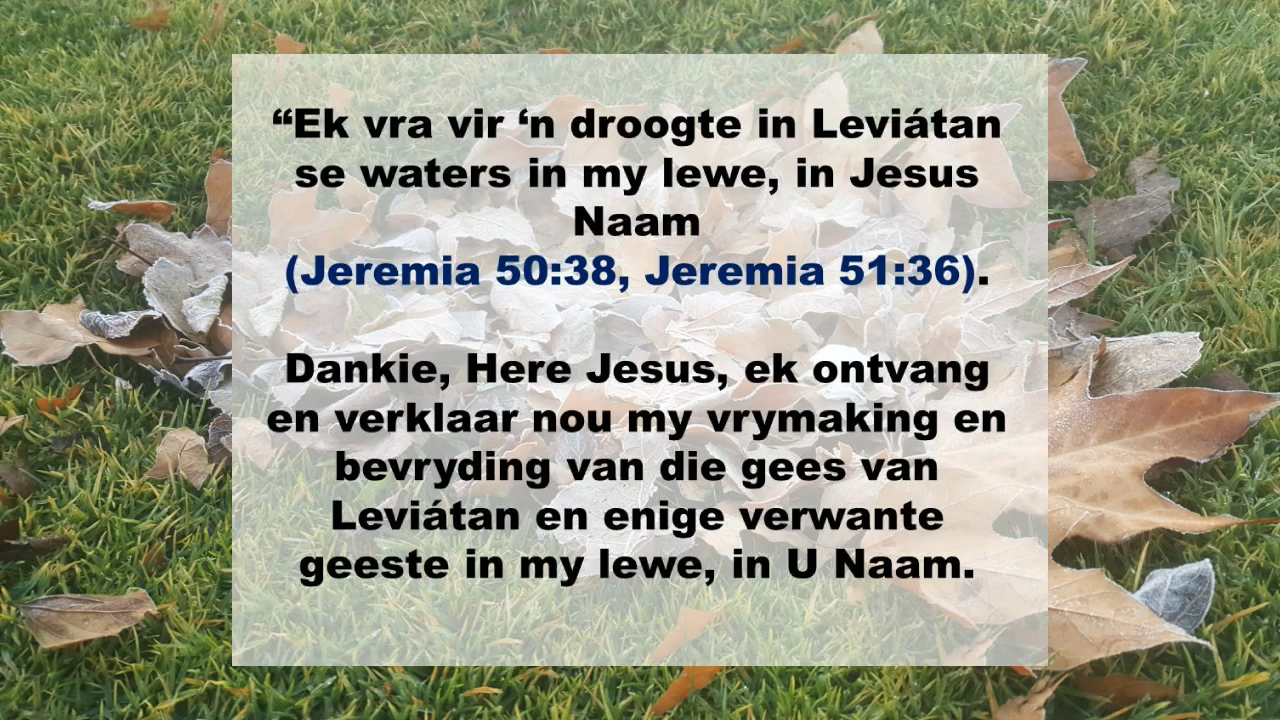 “Ek vra vir ‘n droogte in Leviátan
se waters in my lewe, in Jesus
Naam
(Jeremia 50:38, Jeremia 51:36).
Dankie, Here Jesus, ek ontvang
en verklaar nou my vrymaking en
bevryding van die gees van
Leviátan en enige verwante
geeste in my lewe, in U Naam.